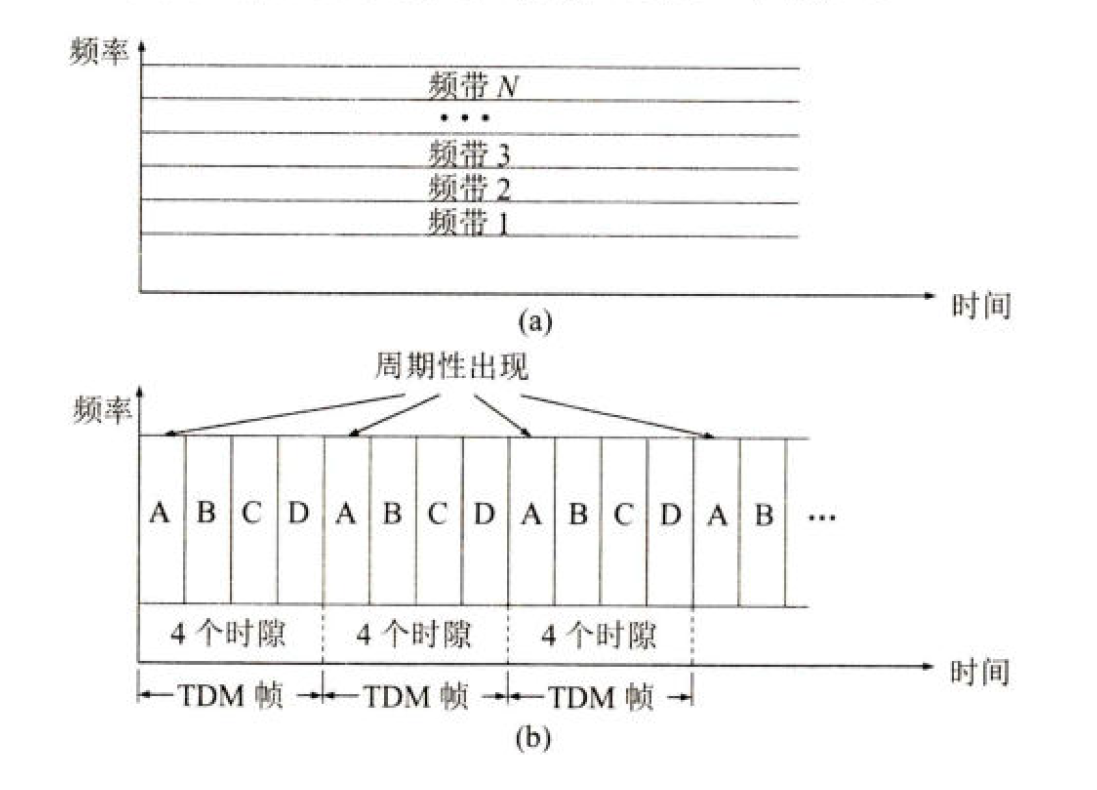 频率
频带 N
•••
频带 3
频带 2
频带 1
时间
(a)
周期性出现
频率
A B C D A B C D A B C D A B …
4 个时隙 4 个时隙 4 个时隙
时间
TDM 帧 TDM 帧 TDM 帧
(b)